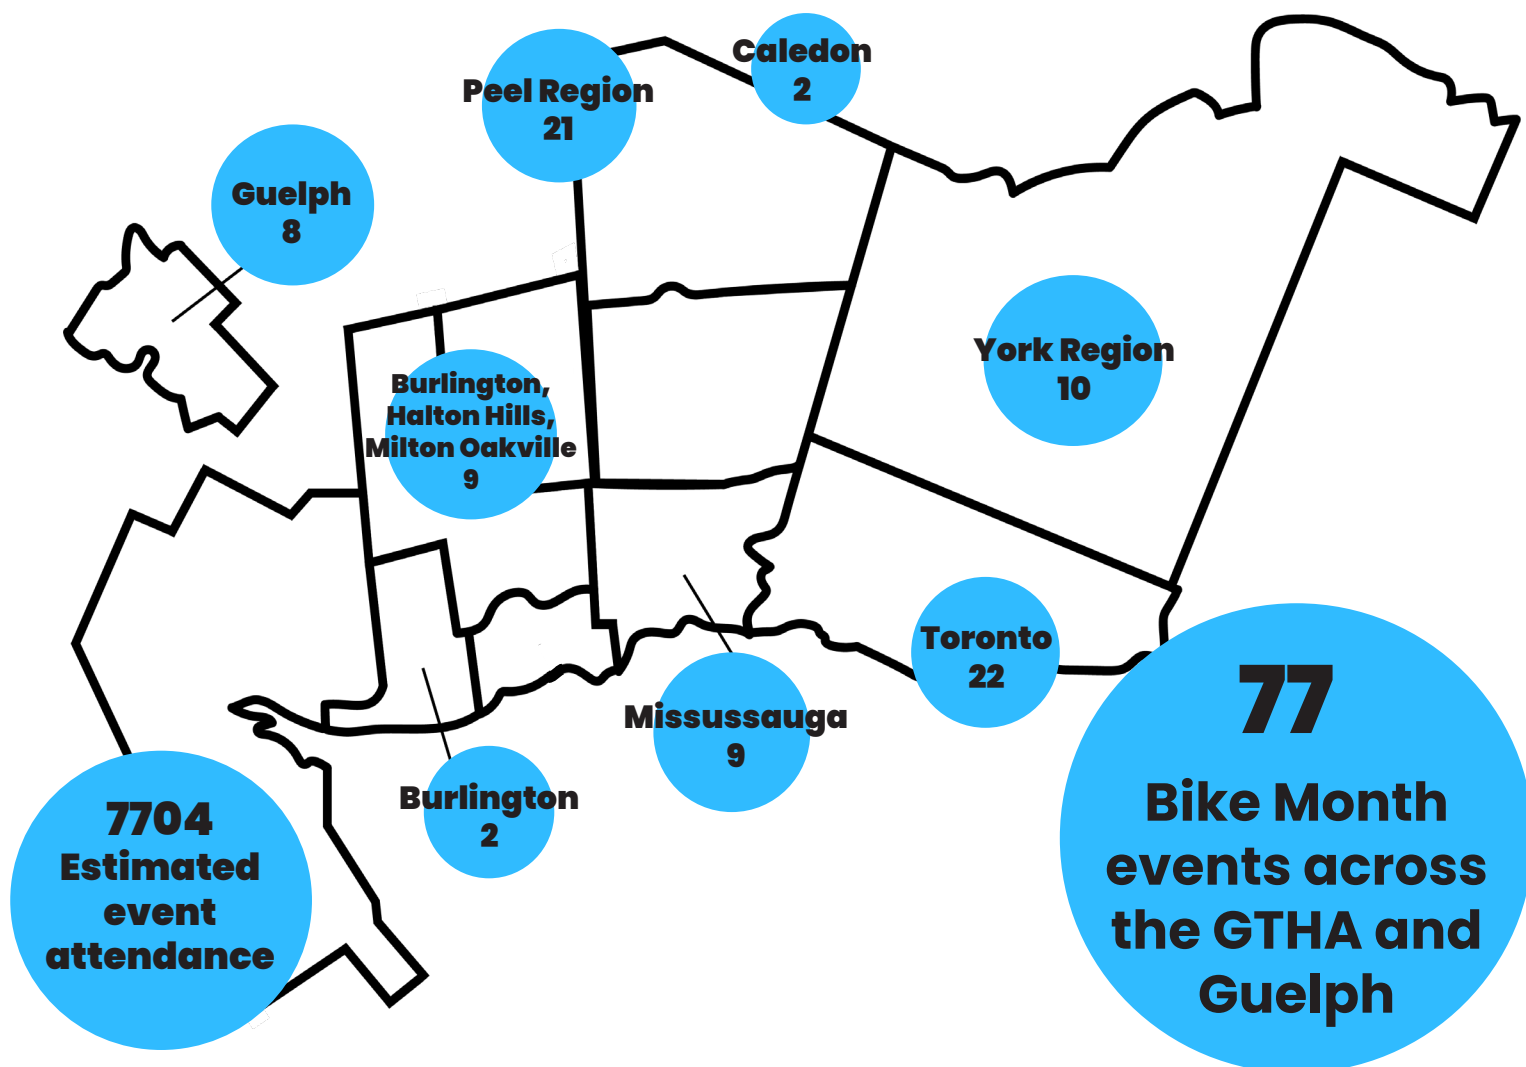 Caledon
2
Peel Region
21
Guelph
8
York Region
10
Burlington,
Halton Hills,
Milton Oakville
9
Toronto
22
Missussauga
9
Burlington
2
77
Bike Month
events across
the GTHA and
Guelph
7704
Estimated
event
attendance